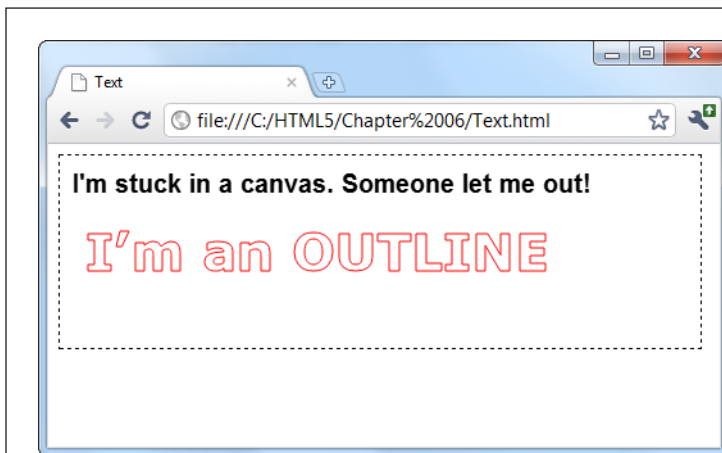 Text
file:///C:/HTML5/Chapter%2006/Text.html
I'm stuck in a canvas. Someone let me out!
I’m an OUTLINE